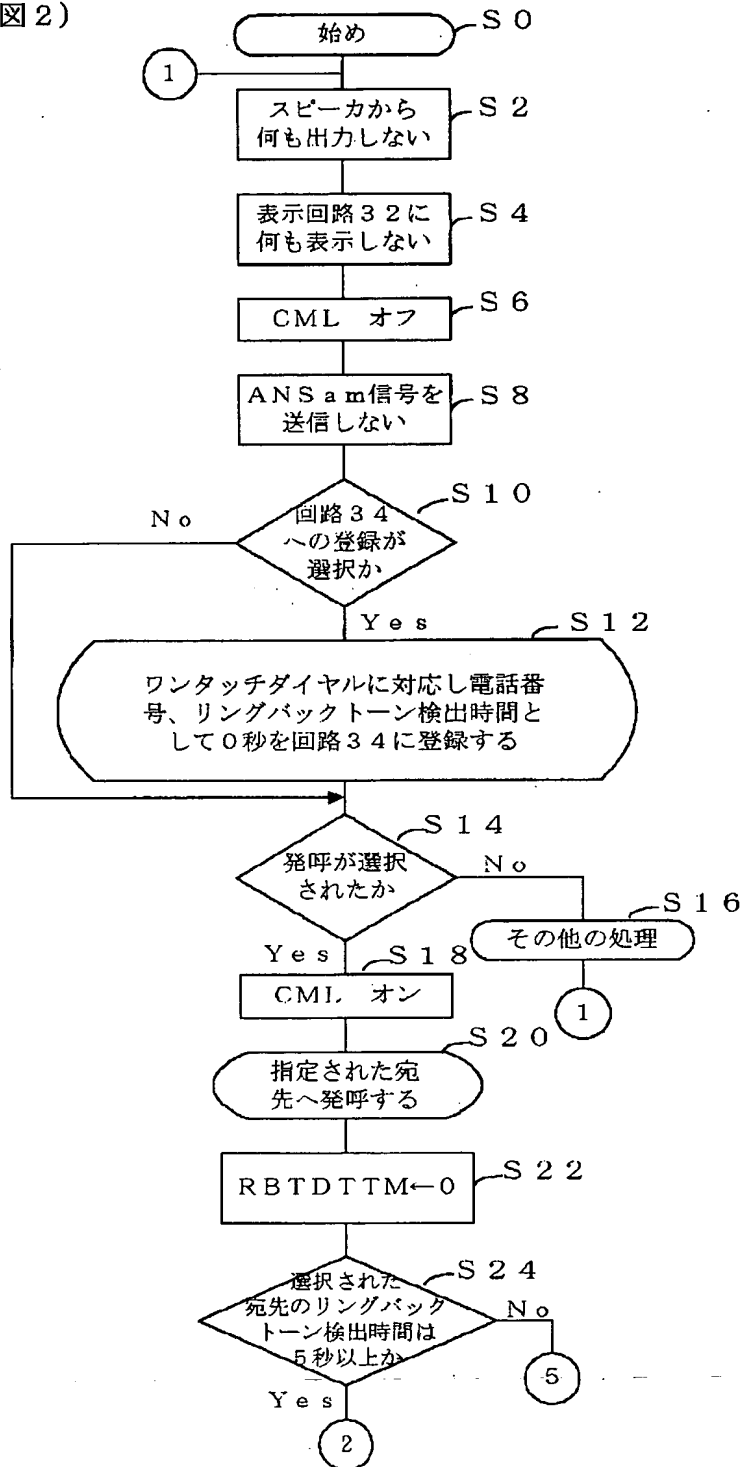 図２)
始め
Ｓ０
1
スピーカから
何も出力しない
Ｓ２
表示回路３２に
何も表示しない
Ｓ４
ＣＭＬ　オフ
Ｓ６
ＡＮＳａｍ信号を
送信しない
Ｓ８
回路３４
への登録が
選択か
Ｓ１０
Ｎｏ
Ｙｅｓ
Ｓ１２
ワンタッチダイヤルに対応し電話番
号、リングバックトーン検出時間と
して０秒を回路３４に登録する
発呼が選択
されたか
Ｓ１４
Ｎｏ
Ｓ１６
その他の処理
1
Ｙｅｓ
Ｓ１８
ＣＭＬ　オン
Ｓ２０
指定された宛
先へ発呼する
ＲＢＴＤＴＴＭ←０
Ｓ２２
選択された
宛先のリングバック
トーン検出時間は
５秒以上か
Ｓ２４
Ｎｏ
5
Ｙｅｓ
2